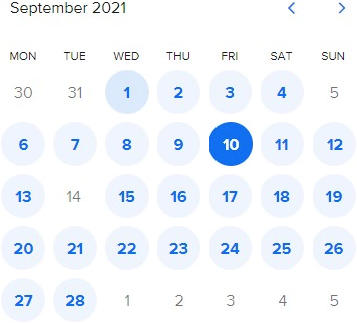 September 2021
MON TUE WED THU FRI SAT SUN
30 31 1 2 3 4 5
6 7 8 9 10 11 12
13 14 15 16 17 18 19
20 21 22 23 24 25 26
27 28 1 2 3 4 5